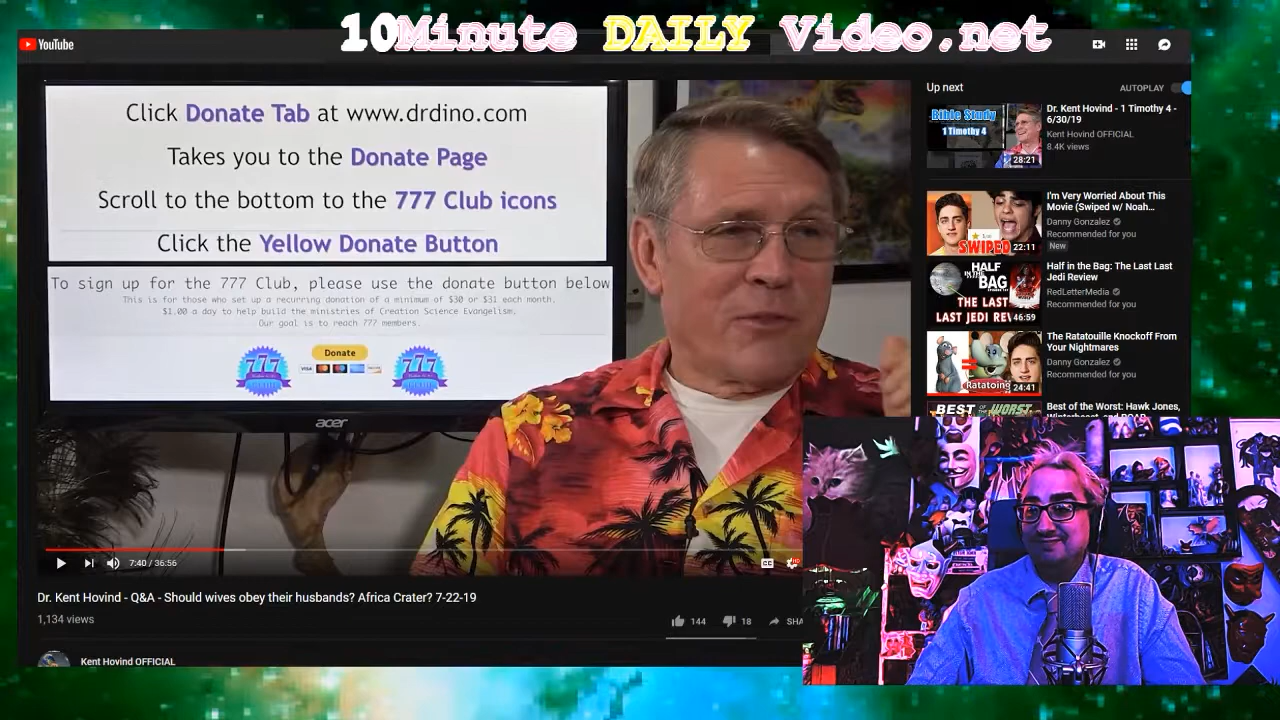 10Minute DAILY Video.net
YouTube
Click Donate Tab at www.drdino.com
Takes you to the Donate Page
Scroll to the bottom to the 777 Club icons
Click the Yellow Donate Button
To sign up for the 777 Club, please use the donate button below
This is for those who set up a recurring donation of a minimum of $30 or $31 each month.
$1.00 a day to help build the ministries of Creation Science Evangelism.
Our goal is to reach 777 members.
Donate
777
777
VISA
acer
7:40 / 36:56
CC
HD
Dr. Kent Hovind - Q&A - Should wives obey their husbands? Africa Crater? 7-22-19
1,134 views
144
18
SHA
Kent Hovind OFFICIAL
Up next
AUTOPLAY
Bible Study
1 Timothy 4
28:21
Dr. Kent Hovind - 1 Timothy 4 -
6/30/19
Kent Hovind OFFICIAL
8.4K views
SWIPED
22:11
I'm Very Worried About This
Movie (Swiped w/ Noah...
Danny Gonzalez
Recommended for you
New
HALF
IN THE
BAG
THE LAST
LAST JEDI REV
46:59
Half in the Bag: The Last Last
Jedi Review
RedLetterMedia
Recommended for you
Ratatoing
24:41
The Ratatouille Knockoff From
Your Nightmares
Danny Gonzalez
Recommended for you
BEST OF THE WORST
Best of the Worst: Hawk Jones,